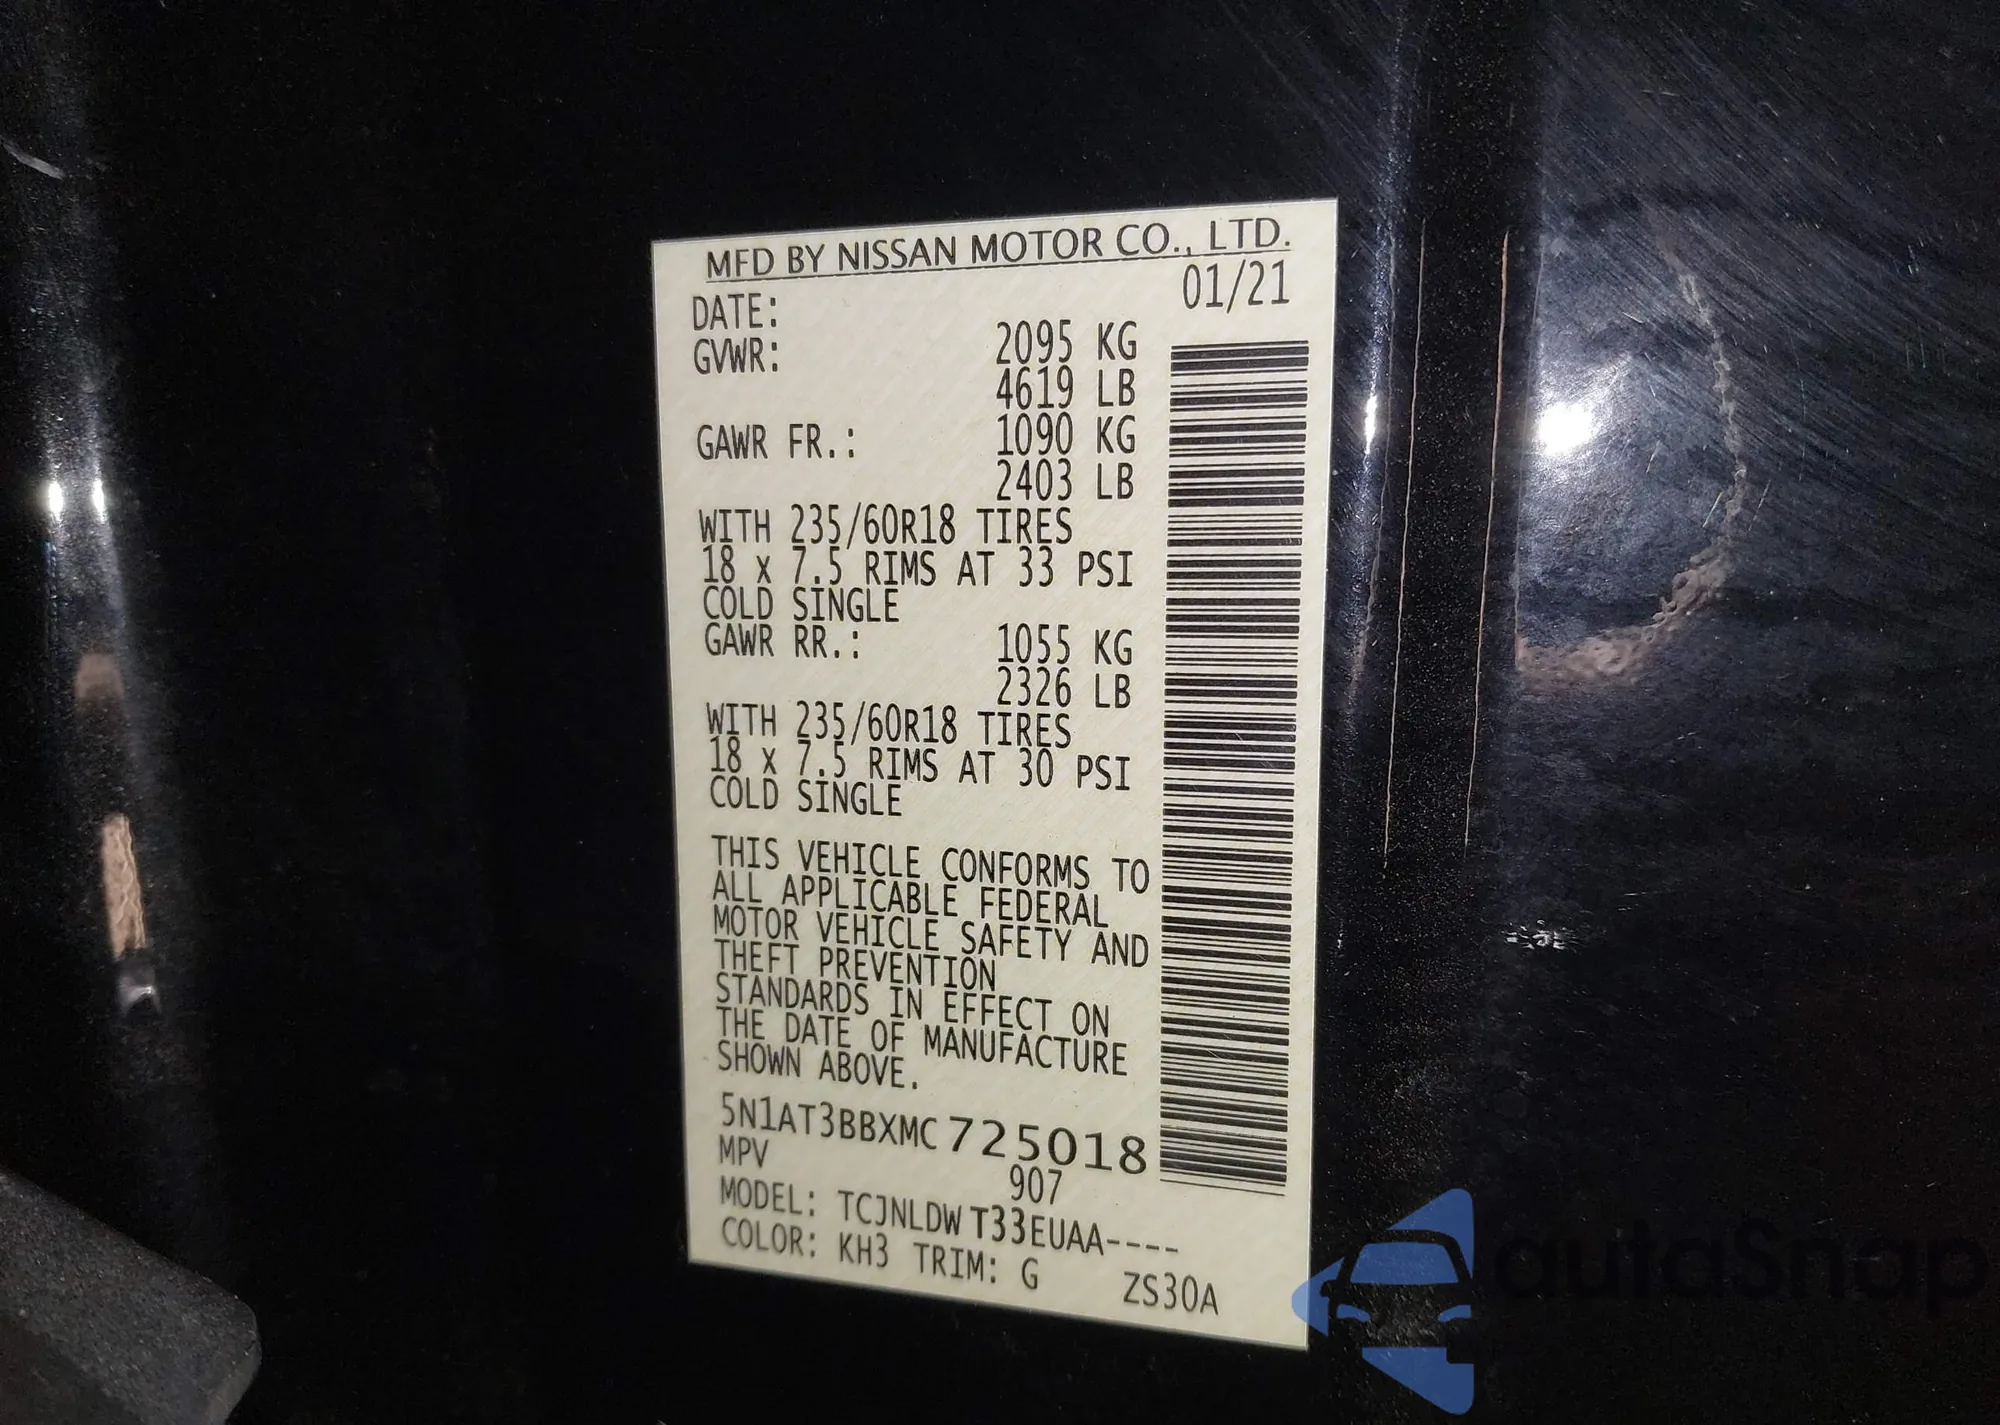 MFD BY NISSAN MOTOR CO., LTD.
DATE: 01/21
GVWR: 2095 KG
4619 LB
GAWR FR.: 1090 KG
2403 LB
WITH 235/60R18 TIRES
18 x 7.5 RIMS AT 33 PSI
COLD SINGLE
GAWR RR.: 1055 KG
2326 LB
WITH 235/60R18 TIRES
18 x 7.5 RIMS AT 30 PSI
COLD SINGLE
THIS VEHICLE CONFORMS TO
ALL APPLICABLE FEDERAL
MOTOR VEHICLE SAFETY AND
THEFT PREVENTION
STANDARDS IN EFFECT ON
THE DATE OF MANUFACTURE
SHOWN ABOVE.
5N1AT3BBXMC725018
MPV 907
MODEL: TCJNLDWT33EUAA----
COLOR: KH3 TRIM: G ZS30A
autaSnap